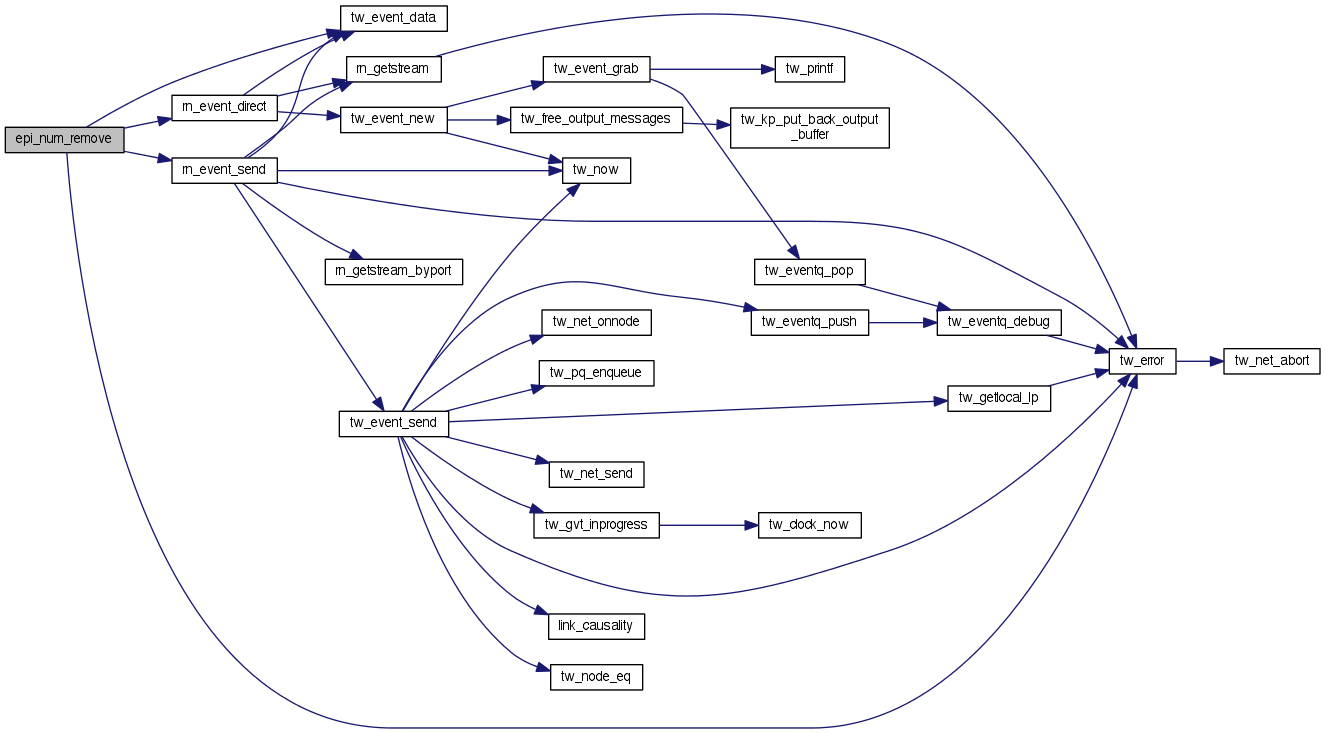 tw_event_data
rn_getstream
tw_event_grab
tw_printf
rn_event_direct
tw_event_new
tw_free_output_messages
tw_kp_put_back_output
_buffer
epi_num_remove
rn_event_send
tw_now
rn_getstream_byport
tw_eventq_pop
tw_net_onnode
tw_eventq_push
tw_eventq_debug
tw_error
tw_net_abort
tw_pq_enqueue
tw_getlocal_lp
tw_event_send
tw_net_send
tw_gvt_inprogress
tw_clock_now
link_causality
tw_node_eq